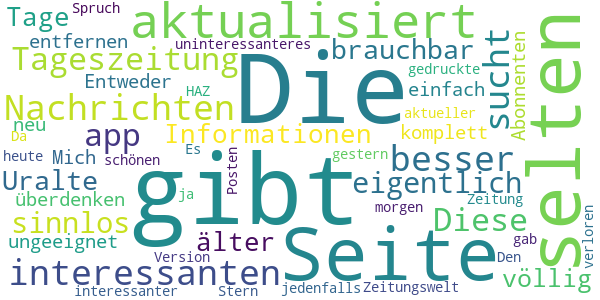 Spruch
Tage
aktualisiert
selten
entfernen
uninteressanteres
brauchbar
sucht
Abonnenten
Tageszeitung
Die
gedruckte
Entweder
HAZ
einfach
Nachrichten
aktueller
neu
app
Informationen
komplett
Da
Es
gestern
heute
Mich
schönen
besser
Uralte
gibt
Posten
eigentlich
ja
überdenken
morgen
Zeitung
sinnlos
Seite
Diese
verloren
ungeeignet
älter
gab
interessanten
Version
Den
völlig
interessanter
Stern
jedenfalls
Zeitungswelt